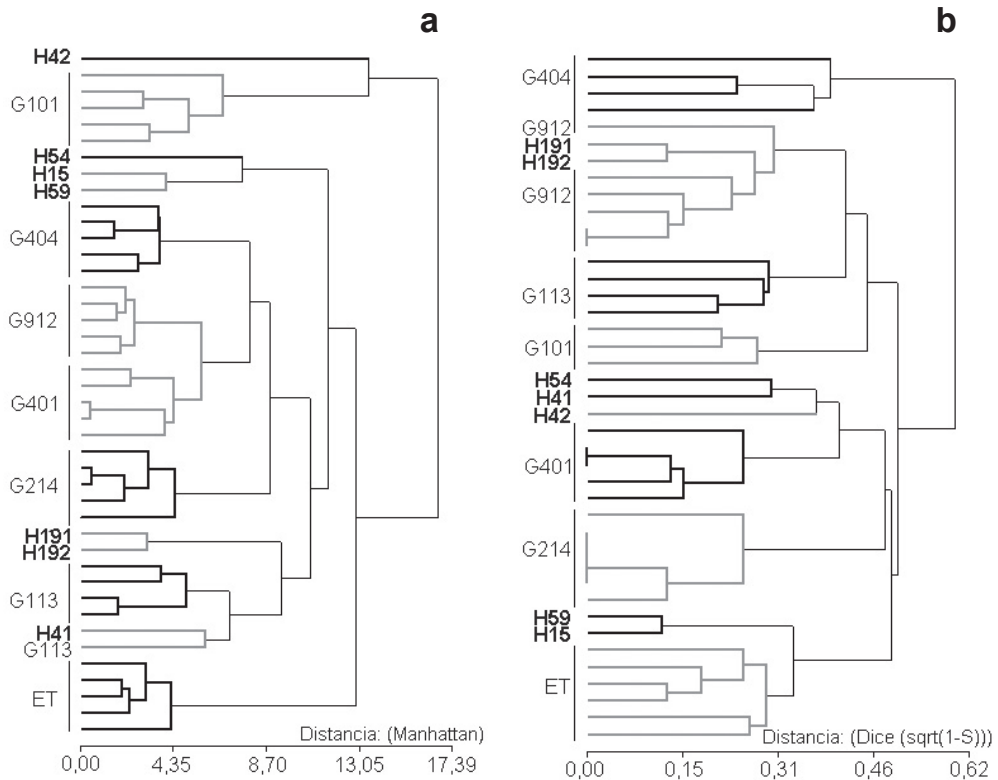 a
H42
G101
H54
H15
H59
G404
G912
G401
G214
H191
H192
G113
H41
G113
ET
Distancia: (Manhattan)
0,00 4,35 8,70 13,05 17,39
b
G404
G912
H191
H192
G912
G113
G101
H54
H41
H42
G401
G214
H59
H15
ET
Distancia: (Dice (sqrt(1-S)))
0,00 0,15 0,31 0,46 0,62